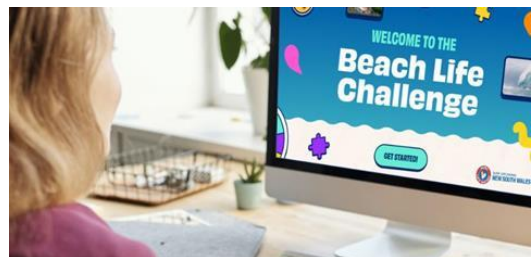 WELCOME TO THE
Beach Life
Challenge
GET STARTED!
NEW SOUTH WALES